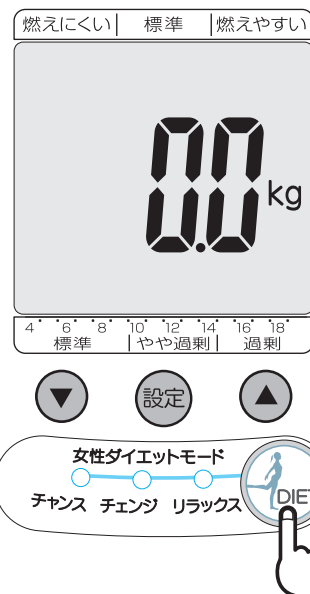 燃えにくい 標準 燃えやすい
0.0 kg
4 6 8 10 12 14 16 18
標準 やや過剰 過剰
▼ 設定 ▲
女性ダイエットモード
チャンス チェンジ リラックス